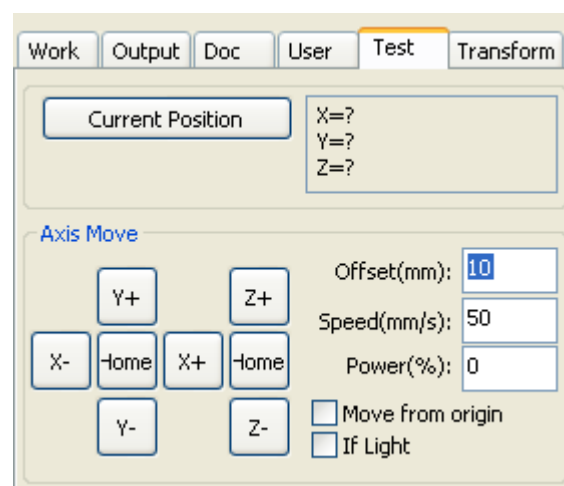 Work Output Doc User Test Transform
Current Position
X=?
Y=?
Z=?
Axis Move
Offset(mm): 10
Y+ Z+
Speed(mm/s): 50
X- Home X+ Home
Power(%): 0
Move from origin
Y- Z-
If Light